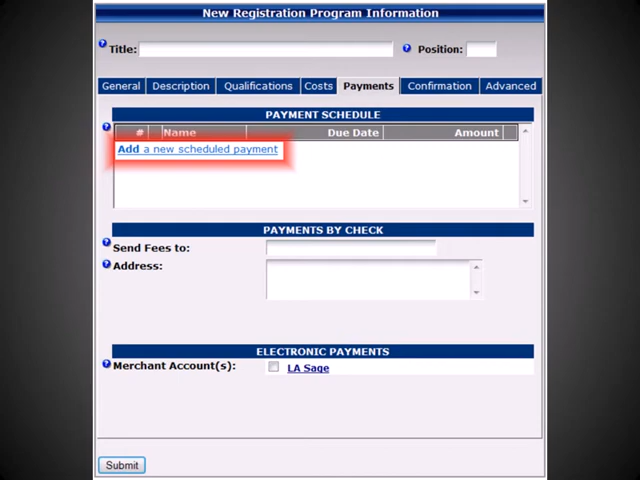 New Registration Program Information
Title: Position:
General Description Qualifications Costs Payments Confirmation Advanced
PAYMENT SCHEDULE
# Name Due Date Amount
Add a new scheduled payment
PAYMENTS BY CHECK
Send Fees to:
Address:
ELECTRONIC PAYMENTS
Merchant Account(s): LA Sage
Submit